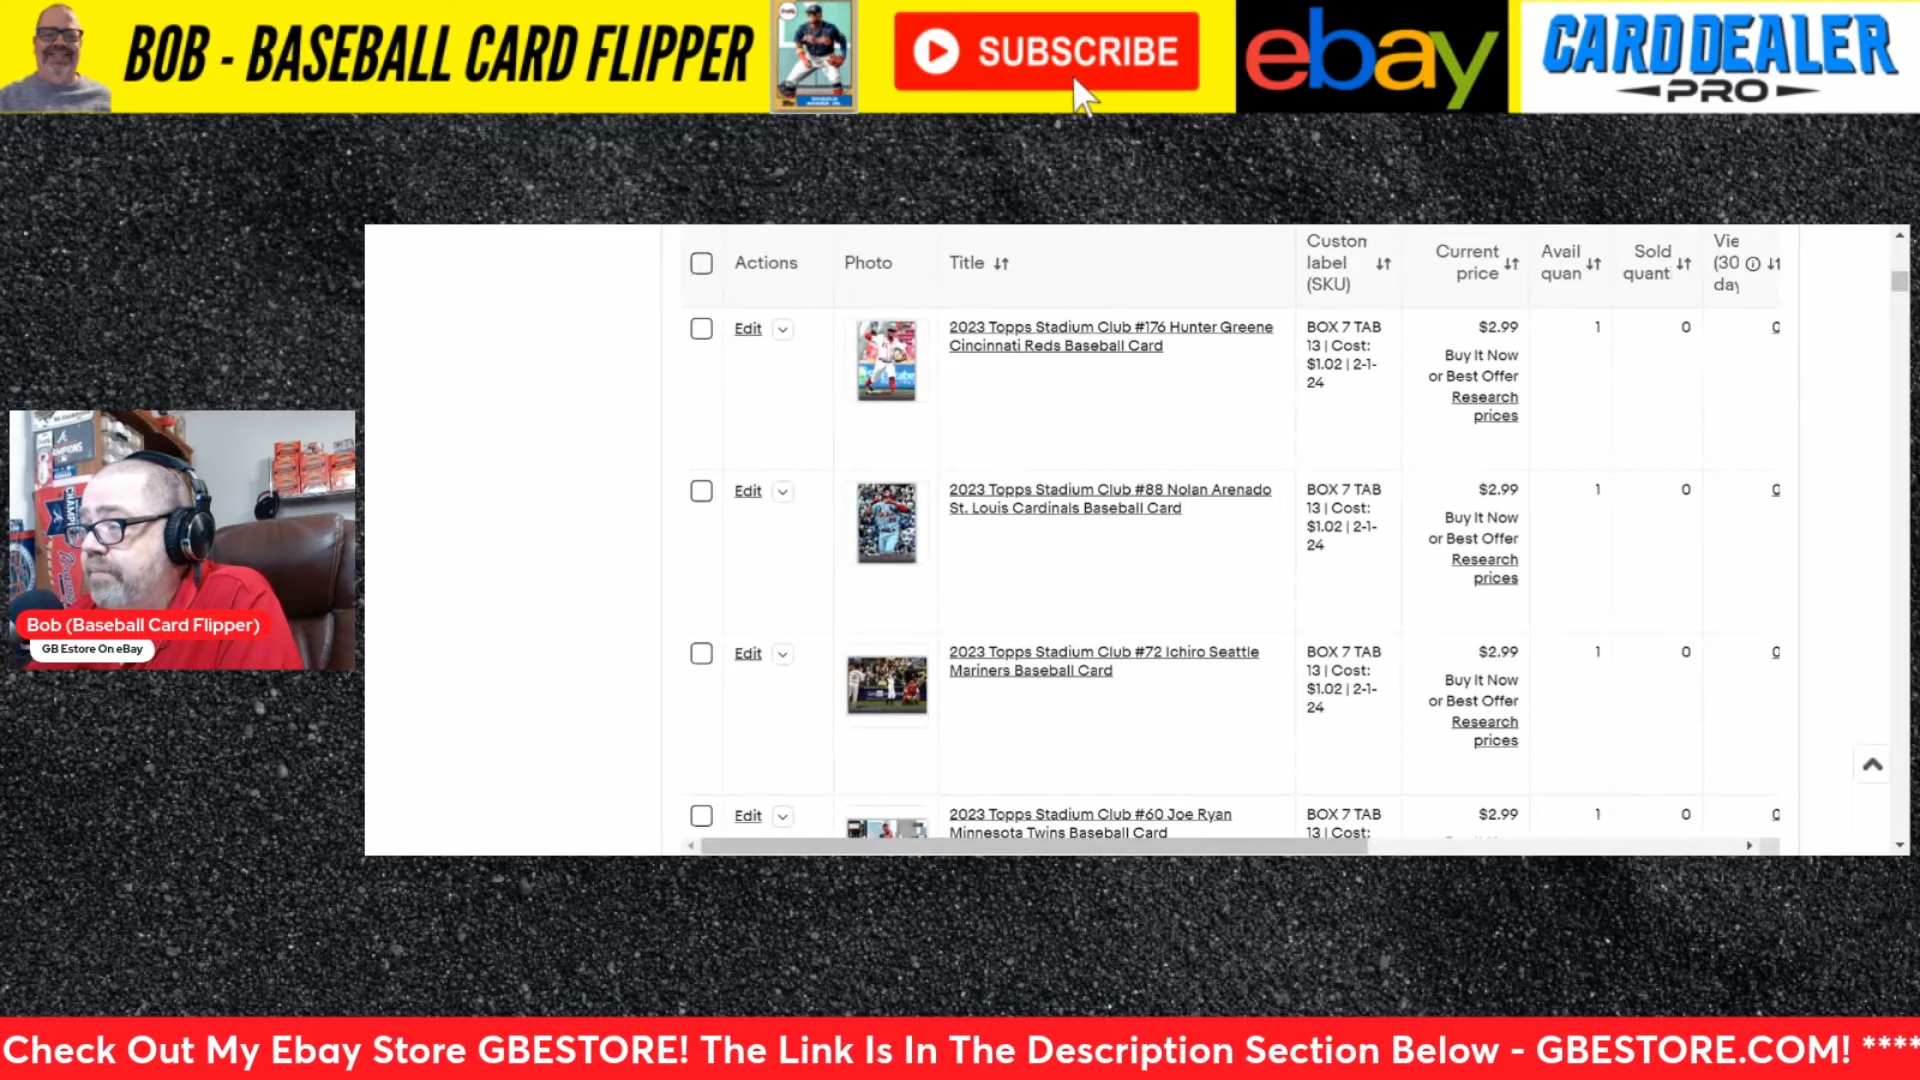 BOB - BASEBALL CARD FLIPPER
SUBSCRIBE
ebay
CARD DEALER
PRO
Actions
Photo
Title
Custon
label
(SKU)
Current
price
Avail
quan
Sold
quant
Vie
(30
day
Edit
2023 Topps Stadium Club #176 Hunter Greene
Cincinnati Reds Baseball Card
BOX 7 TAB
13 | Cost:
$1.02 | 2-1-
24
$2.99
Buy It Now
or Best Offer
Research
prices
1
0
0
Edit
2023 Topps Stadium Club #88 Nolan Arenado
St. Louis Cardinals Baseball Card
BOX 7 TAB
13 | Cost:
$1.02 | 2-1-
24
$2.99
Buy It Now
or Best Offer
Research
prices
1
0
0
Edit
2023 Topps Stadium Club #72 Ichiro Seattle
Mariners Baseball Card
BOX 7 TAB
13 | Cost:
$1.02 | 2-1-
24
$2.99
Buy It Now
or Best Offer
Research
prices
1
0
0
Edit
2023 Topps Stadium Club #60 Joe Ryan
Minnesota Twins Baseball Card
BOX 7 TAB
13 | Cost:
$2.99
1
0
0
Bob (Baseball Card Flipper)
GB Estore On eBay
Check Out My Ebay Store GBESTORE! The Link Is In The Description Section Below - GBESTORE.COM! ****